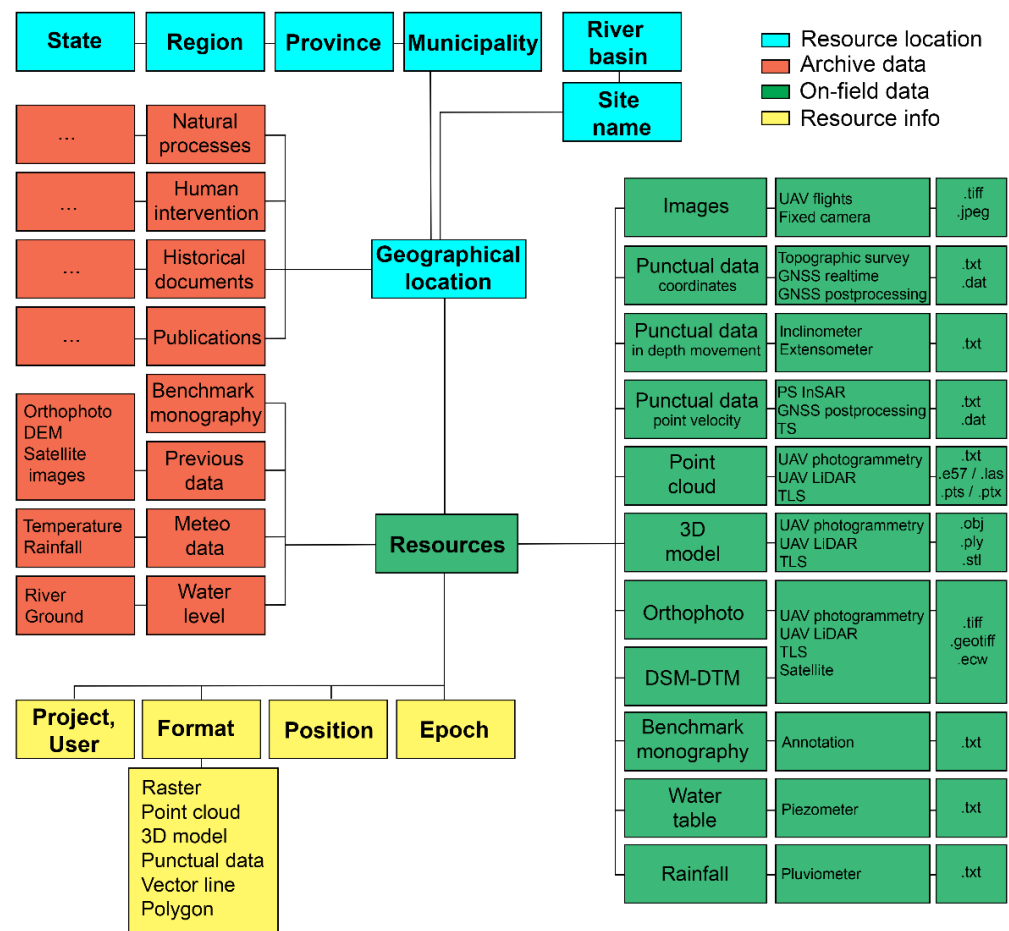 State
Region
Province
Municipality
River
basin
Site
name
Resource location
Archive data
On-field data
Resource info
...
Natural
processes
...
Human
intervention
...
Historical
documents
...
Publications
Geographical
location
Benchmark
monography
Orthophoto
DEM
Satellite
images
Previous
data
Temperature
Rainfall
Meteo
data
River
Ground
Water
level
Resources
Images
UAV flights
Fixed camera
.tiff
.jpeg
Punctual data
coordinates
Topographic survey
GNSS realtime
GNSS postprocessing
.txt
.dat
Punctual data
in depth movement
Inclinometer
Extensometer
.txt
Punctual data
point velocity
PS InSAR
GNSS postprocessing
TS
.txt
.dat
Point
cloud
UAV photogrammetry
UAV LiDAR
TLS
.txt
.e57 / .las
.pts / .ptx
3D
model
UAV photogrammetry
UAV LiDAR
TLS
.obj
.ply
.stl
Orthophoto
DSM-DTM
UAV photogrammetry
UAV LiDAR
TLS
Satellite
.tiff
.geotiff
.ecw
Benchmark
monography
Annotation
.txt
Water
table
Piezometer
.txt
Rainfall
Pluviometer
.txt
Project,
User
Format
Position
Epoch
Raster
Point cloud
3D model
Punctual data
Vector line
Polygon